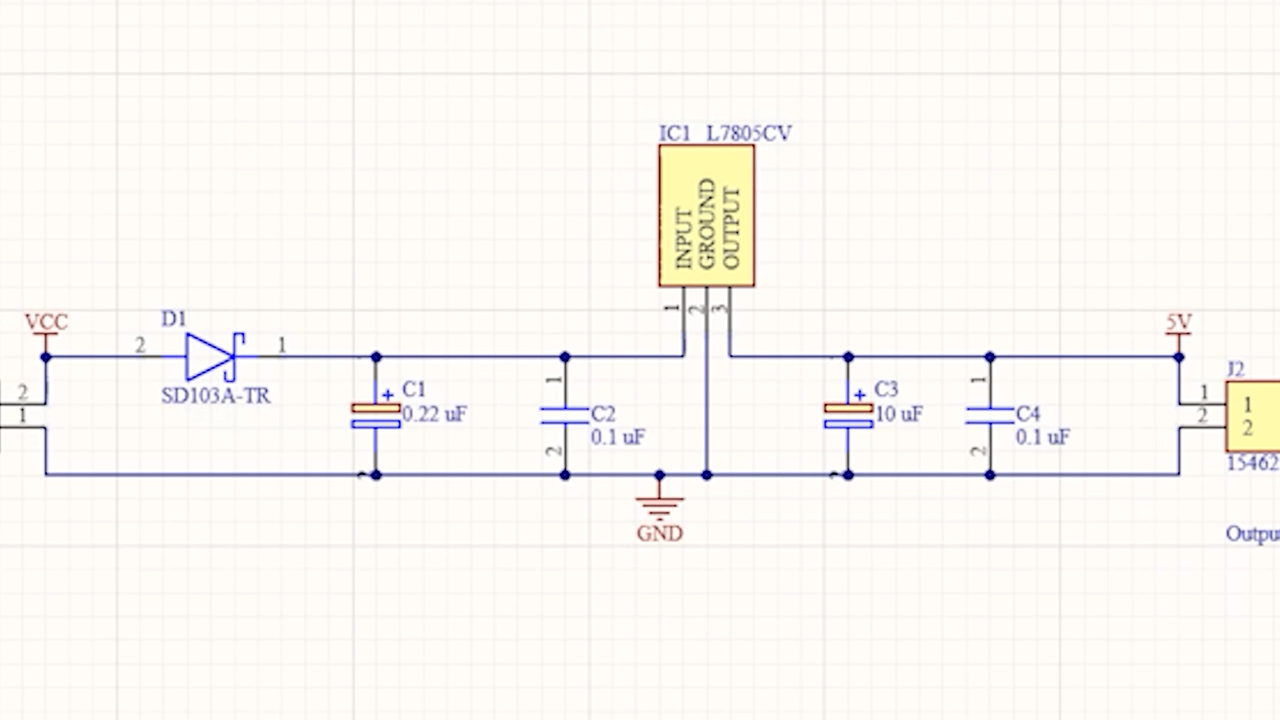 IC1 L7805CV
INPUT
GROUND
OUTPUT
1
2
3
VCC
D1
2
1
SD103A-TR
2
1
C1
0.22 uF
1
C2
0.1 uF
2
C3
10 uF
1
C4
0.1 uF
2
GND
5V
J2
1
2
1
2
15462
Outpu